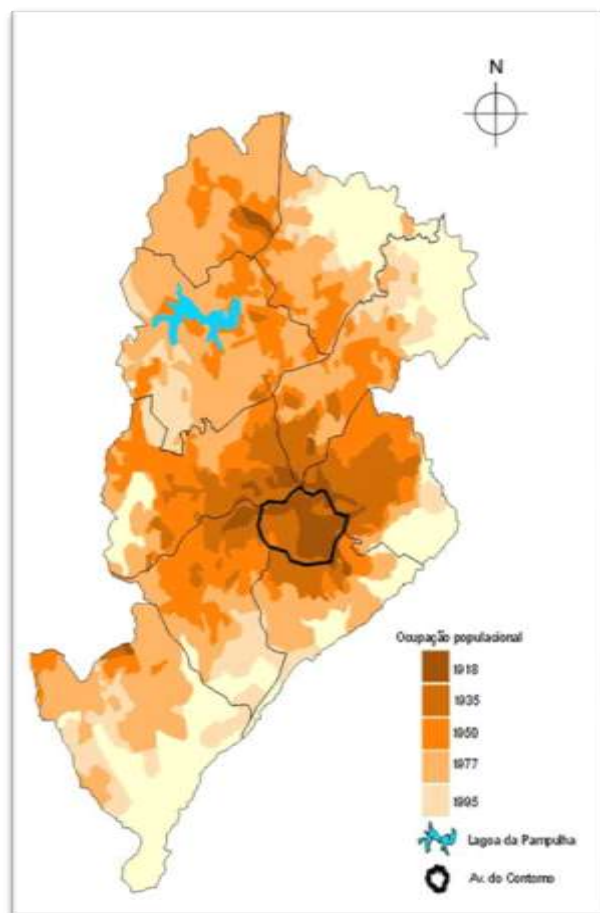 N
Ocupação populacional
1918
1935
1950
1977
1995
Lagoa da Pampulha
Av. do Contorno